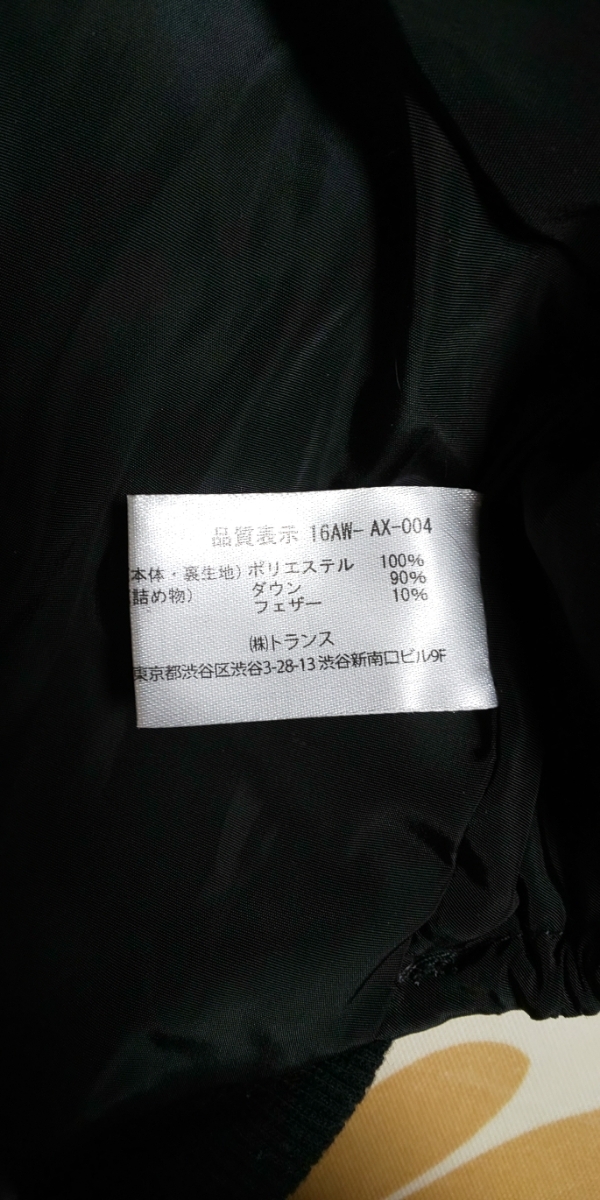 品質表示 16AW-AX-004
本体・裏生地) ポリエステル 100%
詰め物) ダウン 90%
フェザー 10%
㈱トランス
東京都渋谷区渋谷3-28-13 渋谷新南口ビル9F